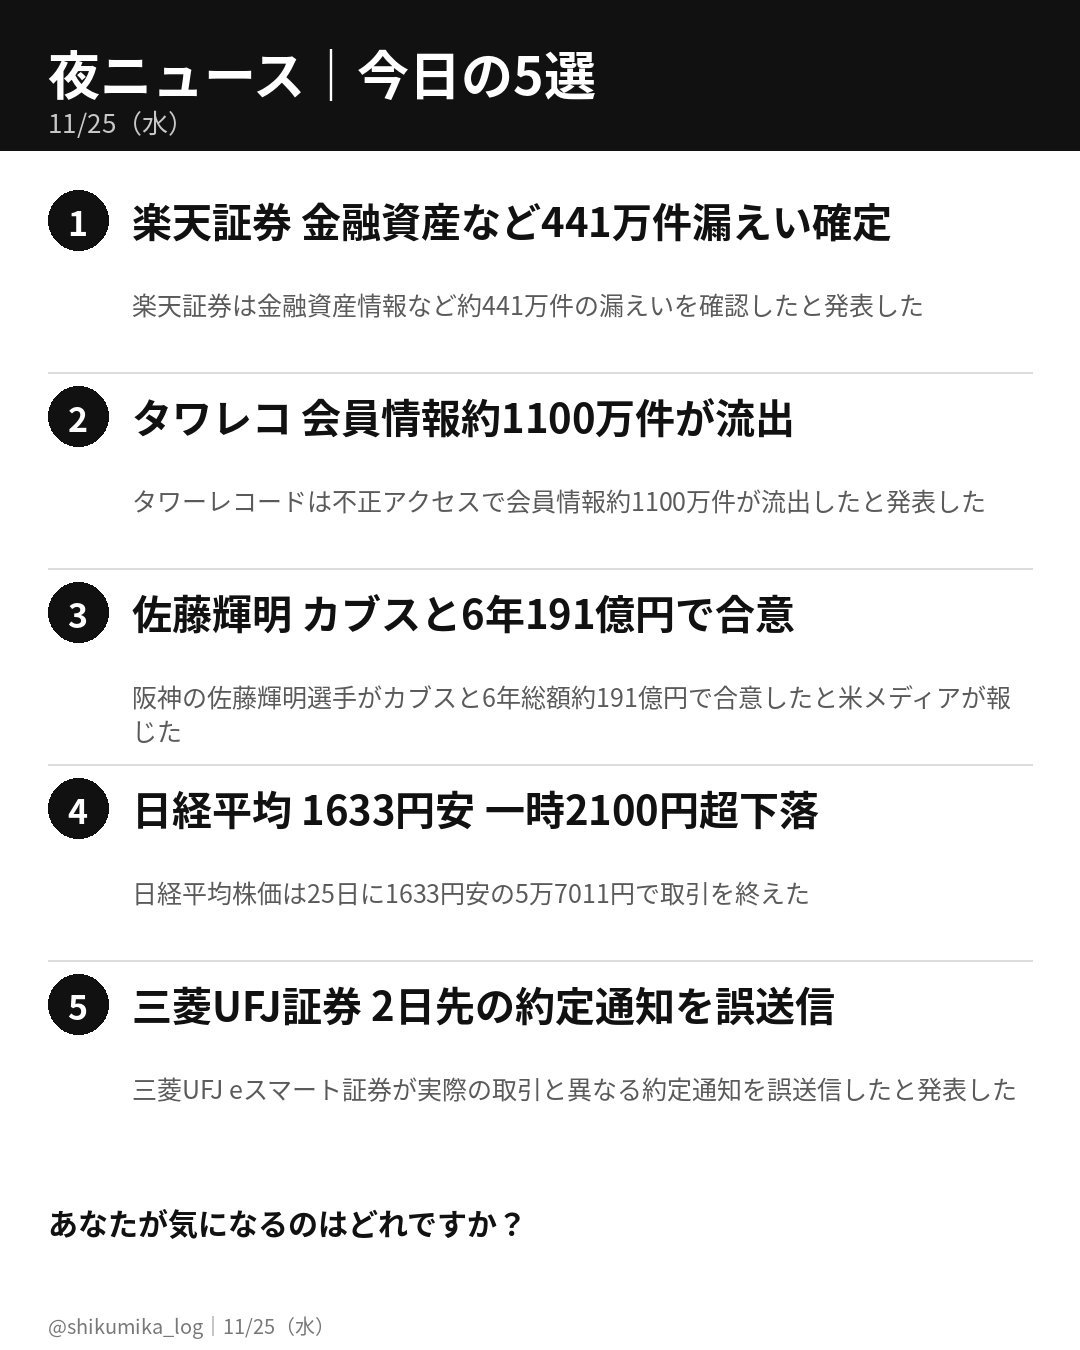 夜ニュース｜今日の5選
11/25（水）
1 楽天証券 金融資産など441万件漏えい確定
楽天証券は金融資産情報など約441万件の漏えいを確認したと発表した
2 タワレコ 会員情報約1100万件が流出
タワーレコードは不正アクセスで会員情報約1100万件が流出したと発表した
3 佐藤輝明 カブスと6年191億円で合意
阪神の佐藤輝明選手がカブスと6年総額約191億円で合意したと米メディアが報
じた
4 日経平均 1633円安 一時2100円超下落
日経平均株価は25日に1633円安の5万7011円で取引を終えた
5 三菱UFJ証券 2日先の約定通知を誤送信
三菱UFJ eスマート証券が実際の取引と異なる約定通知を誤送信したと発表した
あなたが気になるのはどれですか？
@shikumika_log｜11/25（水）